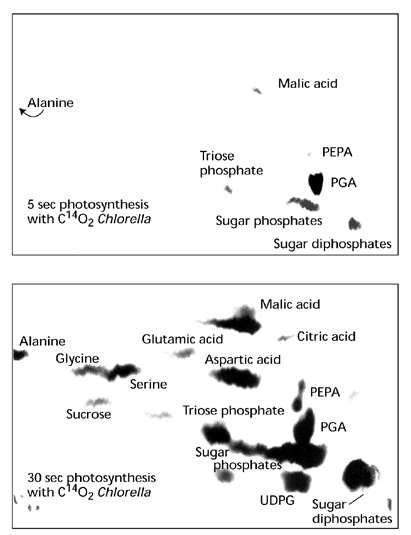 Malic acid
Alanine
PEPA
Triose
phosphate
PGA
5 sec photosynthesis
with C¹⁴O₂ Chlorella
Sugar phosphates
Sugar diphosphates
Malic acid
Citric acid
Alanine
Glutamic acid
Glycine
Aspartic acid
Serine
PEPA
Sucrose
Triose phosphate
PGA
Sugar
phosphates
30 sec photosynthesis
with C¹⁴O₂ Chlorella
UDPG
Sugar
diphosphates